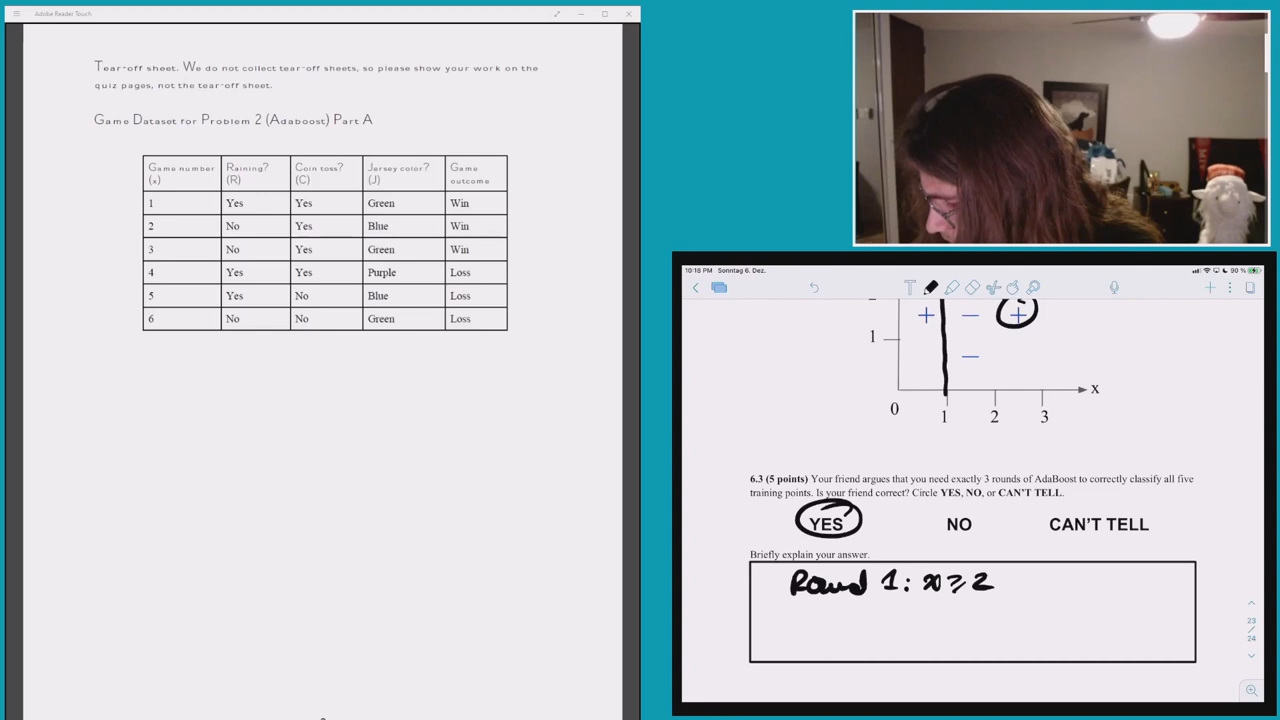 Adobe Reader Touch
Tear-off sheet. We do not collect tear-off sheets, so please show your work on the
quiz pages, not the tear-off sheet.
Game Dataset for Problem 2 (Adaboost) Part A
Game number (x) Raining? (R) Coin toss? (C) Jersey color? (J) Game outcome
1 Yes Yes Green Win
2 No Yes Blue Win
3 No Yes Green Win
4 Yes Yes Purple Loss
5 Yes No Blue Loss
6 No No Green Loss
10:18 PM Sonntag 6. Dez. 90 %
T
+ − +
1
−
x
0 1 2 3
6.3 (5 points) Your friend argues that you need exactly 3 rounds of AdaBoost to correctly classify all five
training points. Is your friend correct? Circle YES, NO, or CAN'T TELL.
YES NO CAN'T TELL
Briefly explain your answer.
Round 1: x ≥ 2
23
/
24